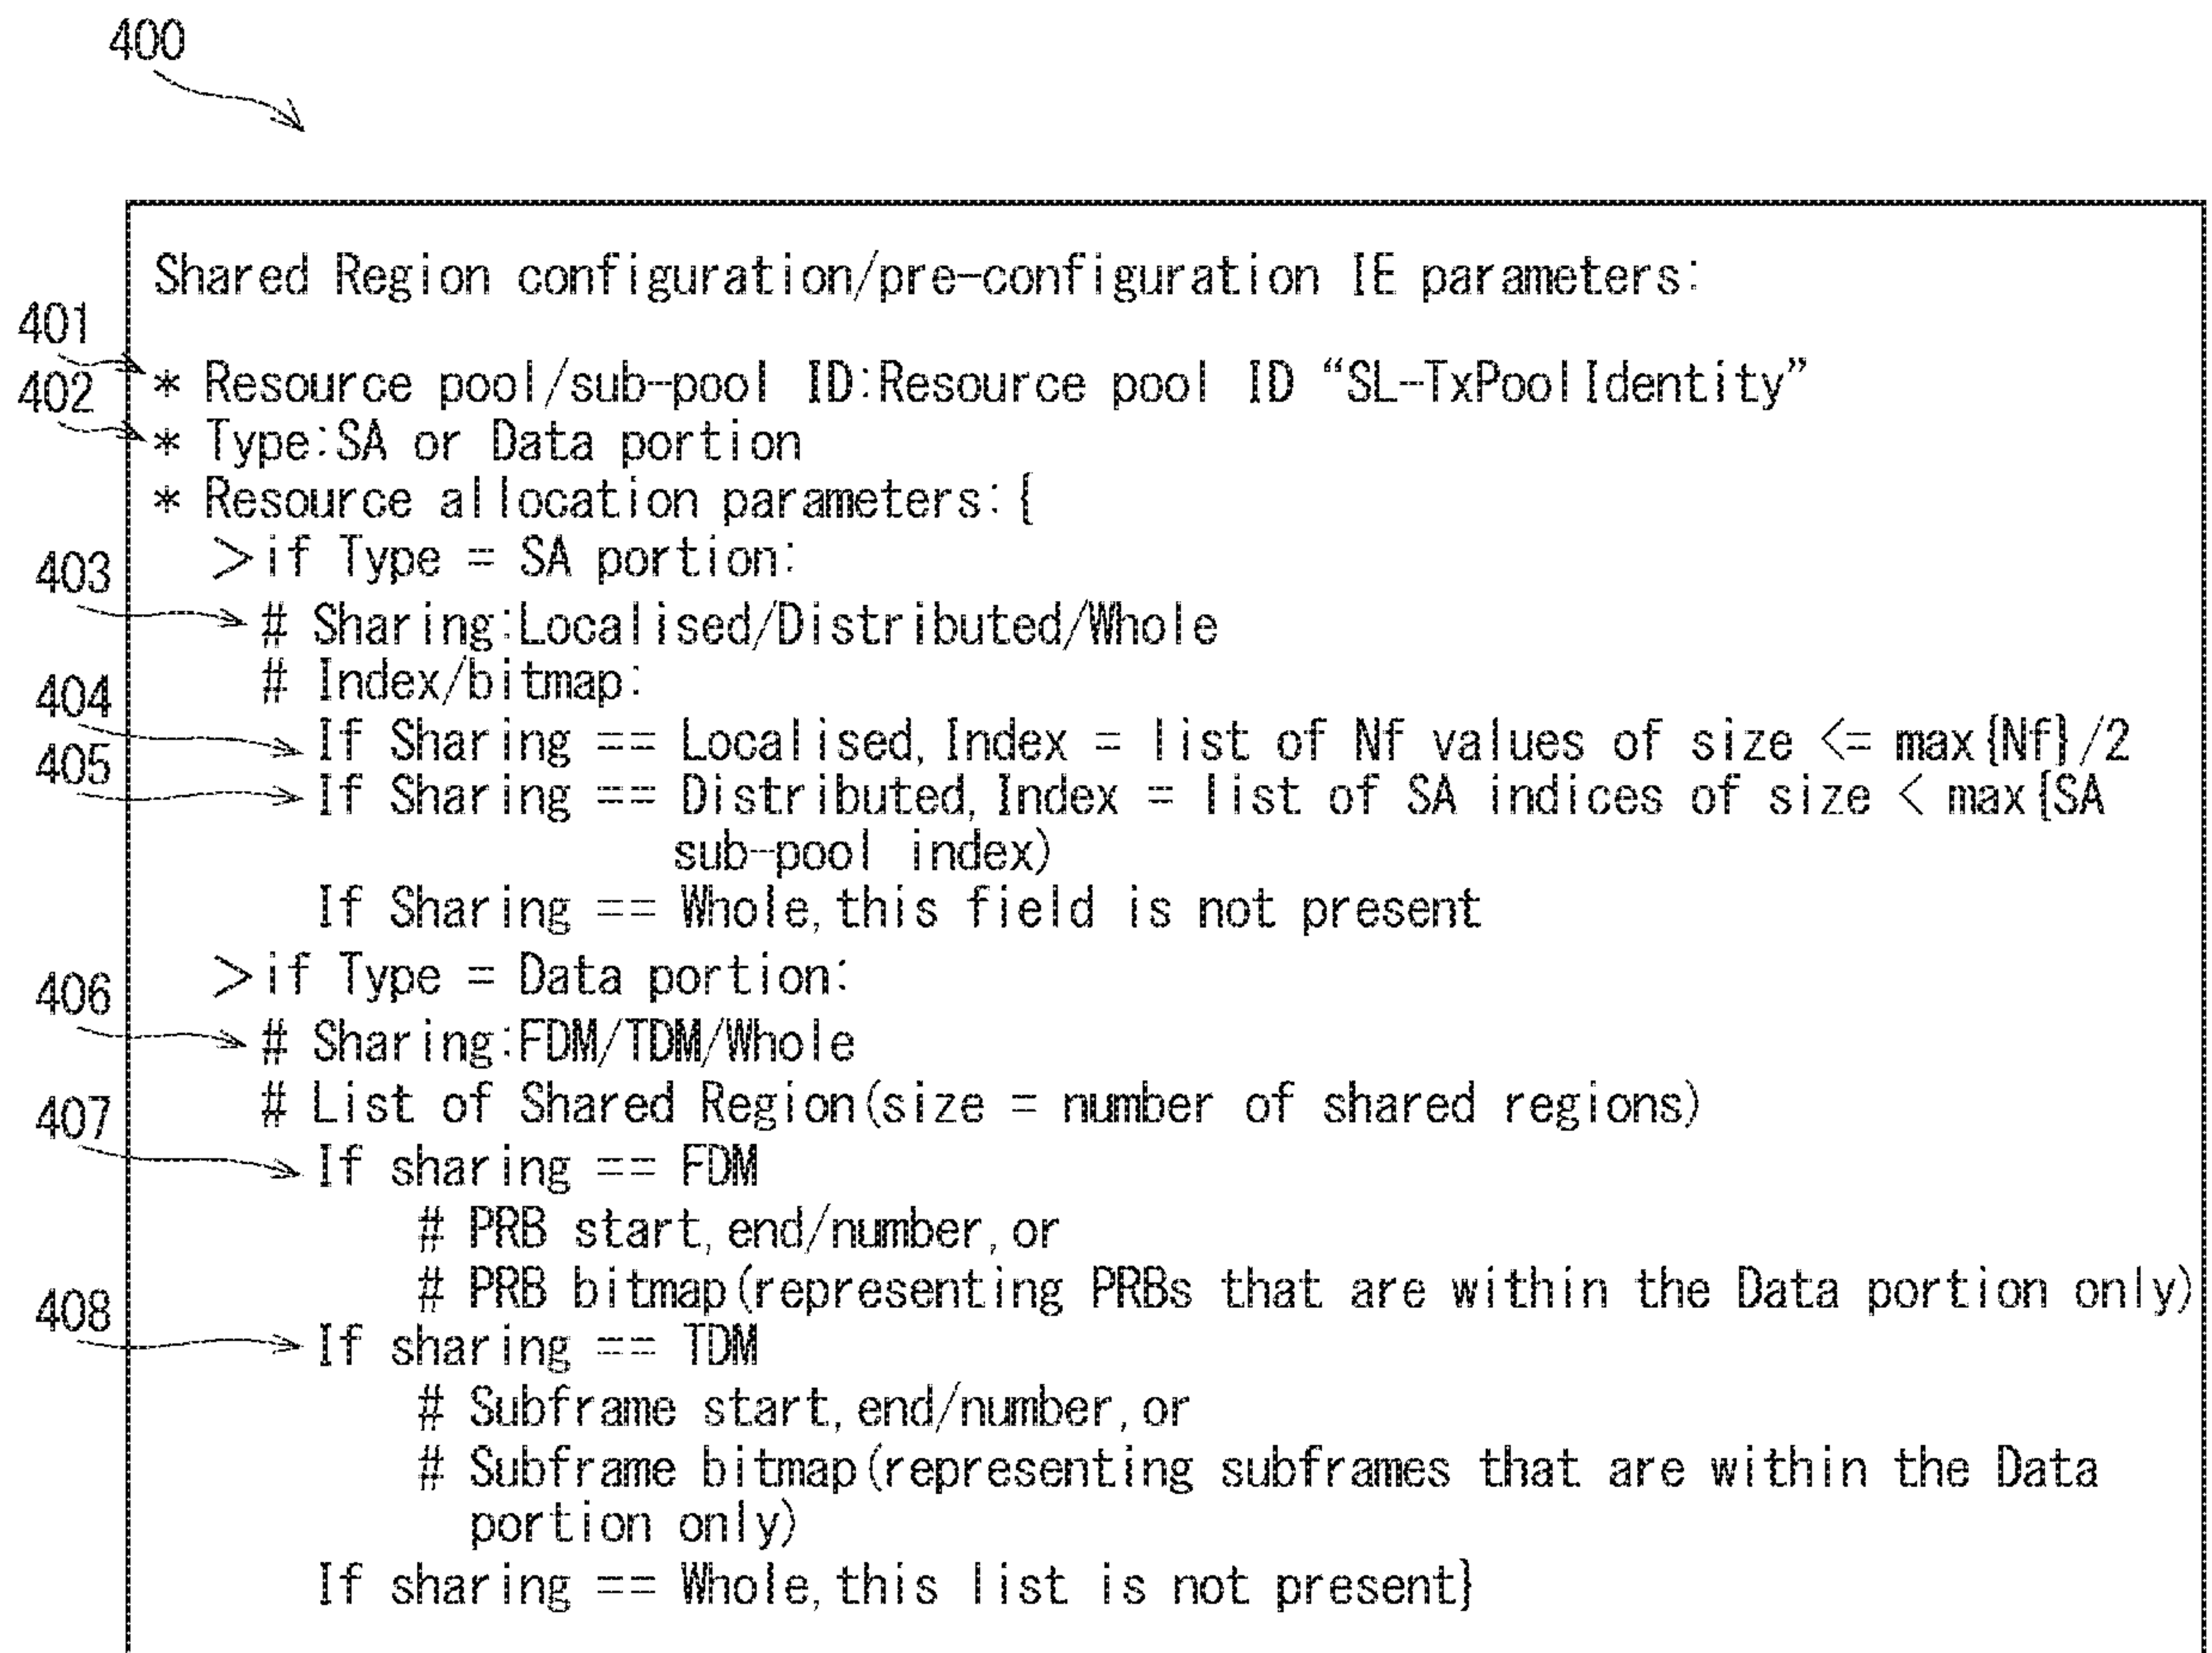 400
Shared Region configuration/pre-configuration IE parameters:
401
* Resource pool/sub-pool ID:Resource pool ID “SL-TxPoolIdentity”
402
* Type:SA or Data portion
* Resource allocation parameters:{
>if Type = SA portion:
403
# Sharing:Localised/Distributed/Whole
# Index/bitmap:
404
If Sharing == Localised,Index = list of Nf values of size <= max{Nf}/2
405
If Sharing == Distributed,Index = list of SA indices of size < max{SA
sub-pool index)
If Sharing == Whole,this field is not present
>if Type = Data portion:
406
# Sharing:FDM/TDM/Whole
# List of Shared Region(size = number of shared regions)
407
If sharing == FDM
# PRB start,end/number,or
# PRB bitmap(representing PRBs that are within the Data portion only)
408
If sharing == TDM
# Subframe start,end/number,or
# Subframe bitmap(representing subframes that are within the Data
portion only)
If sharing == Whole,this list is not present}